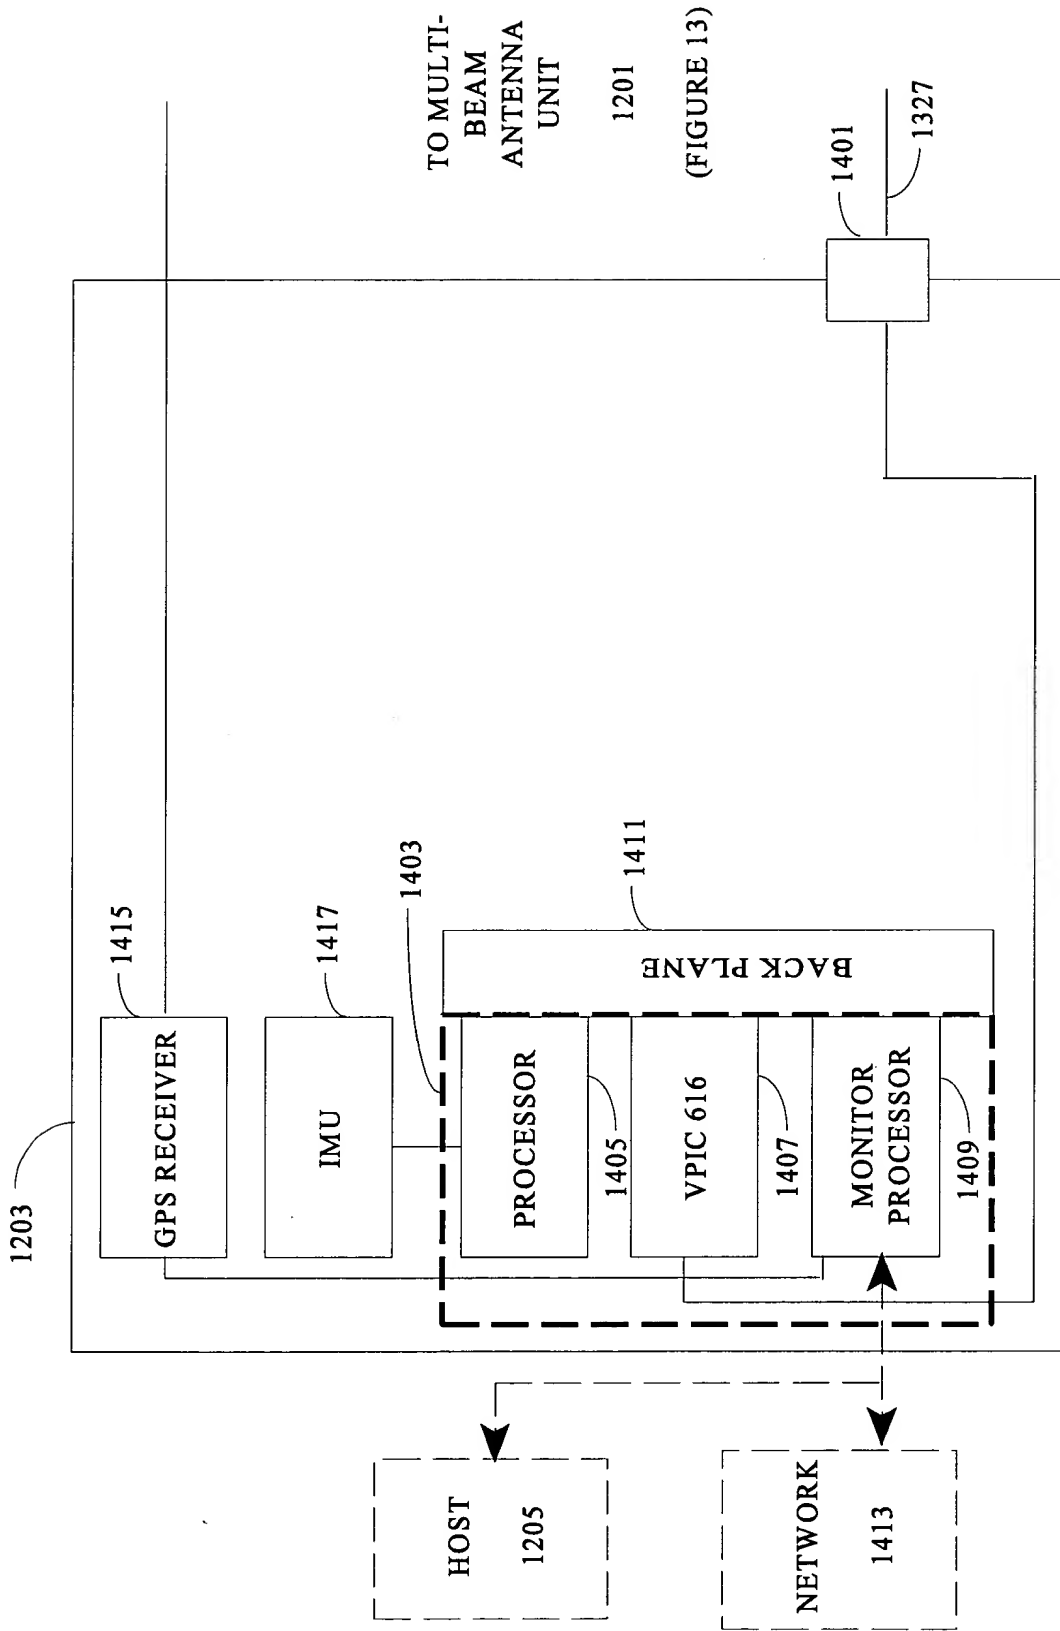 1203
GPS RECEIVER
1415
IMU
1417
1403
PROCESSOR
1405
VPIC 616
1407
MONITOR
PROCESSOR
1409
BACK PLANE
1411
HOST
1205
NETWORK
1413
TO MULTI-
BEAM
ANTENNA
UNIT
1201
(FIGURE 13)
1401
1327